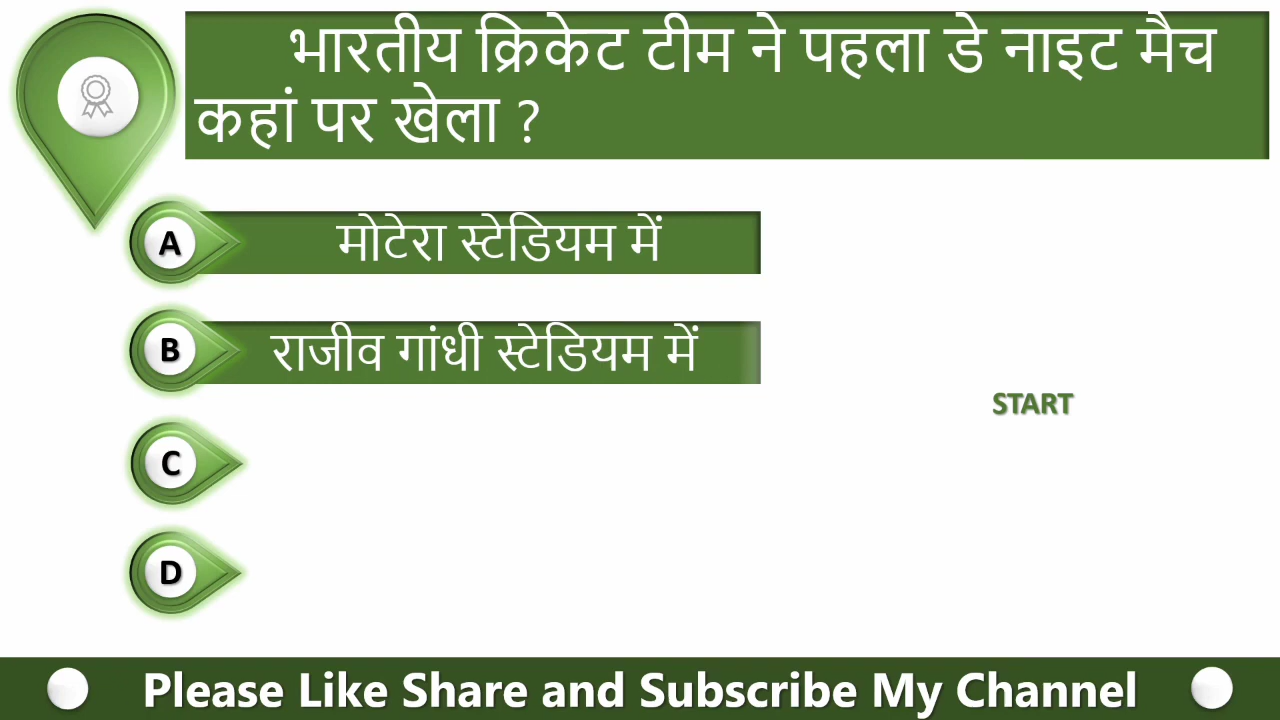 भारतीय क्रिकेट टीम ने पहला डे नाइट मैच
कहां पर खेला ?
A मोटेरा स्टेडियम में
B राजीव गांधी स्टेडियम में
START
C
D
Please Like Share and Subscribe My Channel